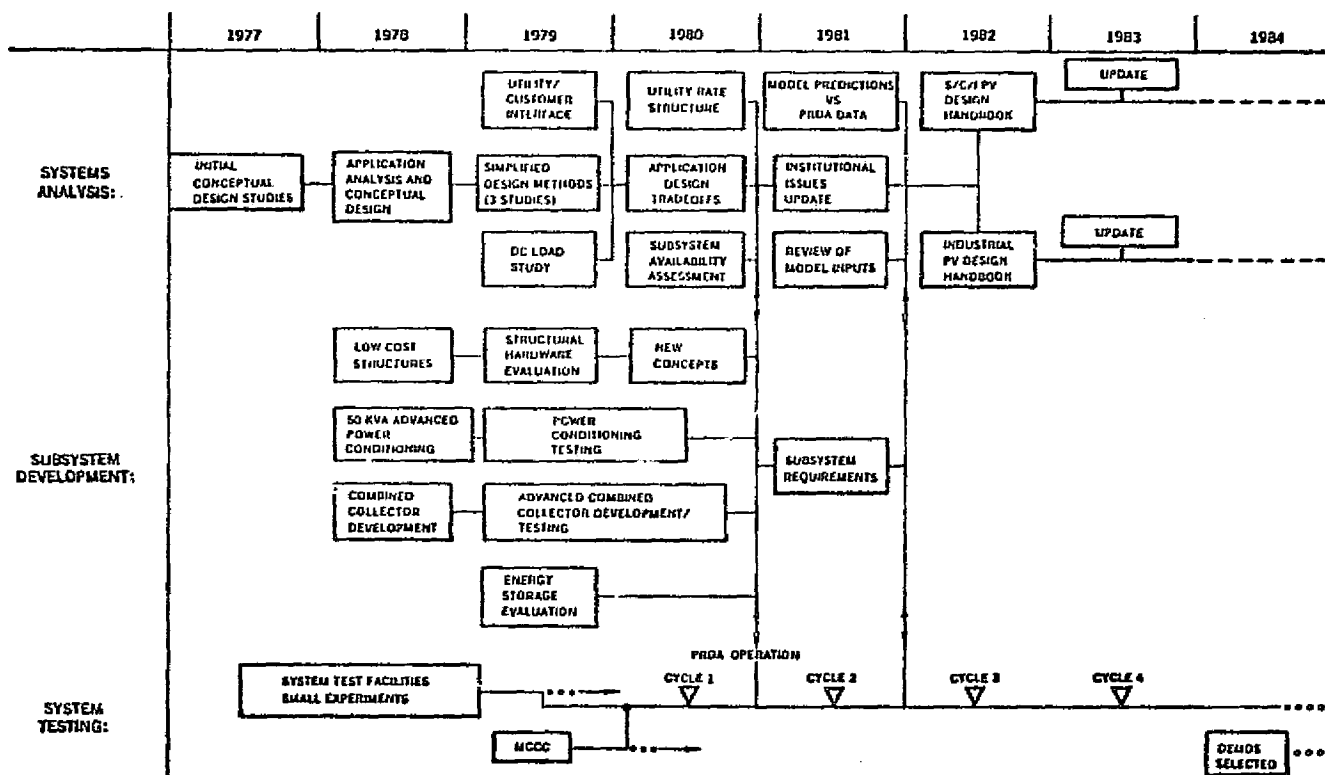 1977 1978 1979 1980 1981 1982 1983 1984
SYSTEMS
ANALYSIS:
INITIAL
CONCEPTUAL
DESIGN STUDIES
APPLICATION
ANALYSIS AND
CONCEPTUAL
DESIGN
UTILITY/
CUSTOMER
INTERFACE
SIMPLIFIED
DESIGN METHODS
(3 STUDIES)
DC LOAD
STUDY
UTILITY RATE
STRUCTURE
APPLICATION
DESIGN
TRADEOFFS
SUBSYSTEM
AVAILABILITY
ASSESSMENT
MODEL PREDICTIONS
VS
PRDA DATA
INSTITUTIONAL
ISSUES
UPDATE
REVIEW OF
MODEL INPUTS
S/C/I PV
DESIGN
HANDBOOK
INDUSTRIAL
PV DESIGN
HANDBOOK
UPDATE
UPDATE
SUBSYSTEM
DEVELOPMENT:
LOW COST
STRUCTURES
STRUCTURAL
HARDWARE
EVALUATION
NEW
CONCEPTS
50 KVA ADVANCED
POWER
CONDITIONING
POWER
CONDITIONING
TESTING
COMBINED
COLLECTOR
DEVELOPMENT
ADVANCED COMBINED
COLLECTOR DEVELOPMENT/
TESTING
ENERGY
STORAGE
EVALUATION
SUBSYSTEM
REQUIREMENTS
SYSTEM
TESTING:
SYSTEM TEST FACILITIES
SMALL EXPERIMENTS
MCCC
PRDA OPERATION
CYCLE 1 CYCLE 2 CYCLE 3 CYCLE 4
DEMOS
SELECTED